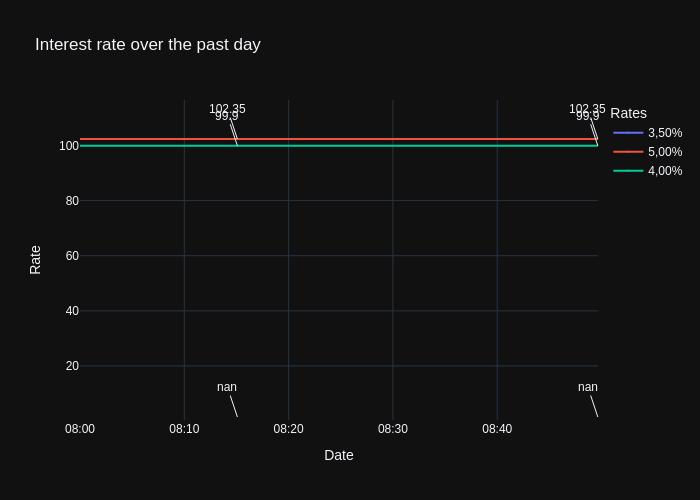 Interest rate over the past day
102.35
99.9
102.35
99.9
Rates
3,50%
5,00%
4,00%
100
80
60
40
20
Rate
nan
nan
08:00
08:10
08:20
08:30
08:40
Date